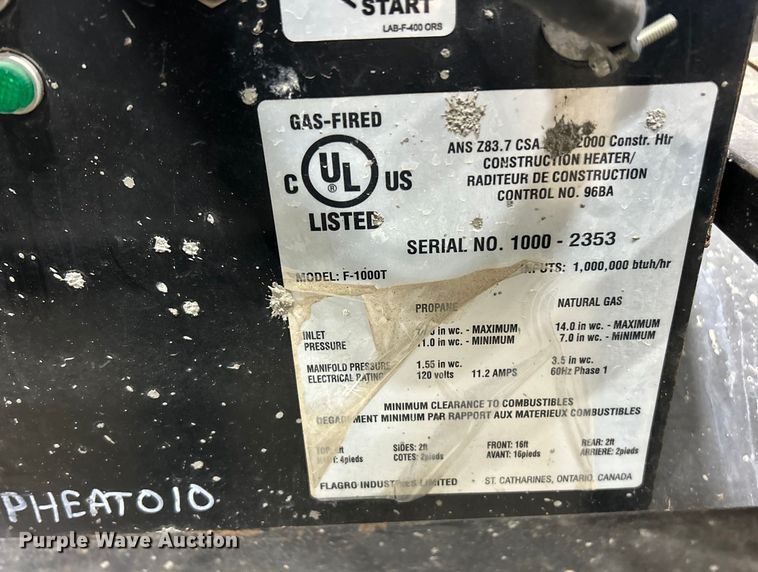 START
LAB-F-400 ORS
GAS-FIRED
C UL US
®
LISTED
ANS Z83.7 CSA 2000 Constr. Htr
CONSTRUCTION HEATER/
RADITEUR DE CONSTRUCTION
CONTROL NO. 96BA
SERIAL NO. 1000 - 2353
MODEL: F-1000T INPUTS: 1,000,000 btuh/hr
PROPANE NATURAL GAS
INLET in wc. - MAXIMUM 14.0 in wc. - MAXIMUM
PRESSURE 11.0 in wc. - MINIMUM 7.0 in wc. - MINIMUM
MANIFOLD PRESSURE 1.55 in wc. 3.5 in wc.
ELECTRICAL RATING 120 volts 11.2 AMPS 60Hz Phase 1
MINIMUM CLEARANCE TO COMBUSTIBLES
DEGAGEMENT MINIMUM PAR RAPPORT AUX MATERIEUX COMBUSTIBLES
SIDES: 2ft FRONT: 16ft REAR: 2ft
4pieds COTES: 2pieds AVANT: 16pieds ARRIERE: 2pieds
FLAGRO INDUSTRIES LIMITED ST. CATHARINES, ONTARIO, CANADA
PHEAT010
Purple Wave Auction